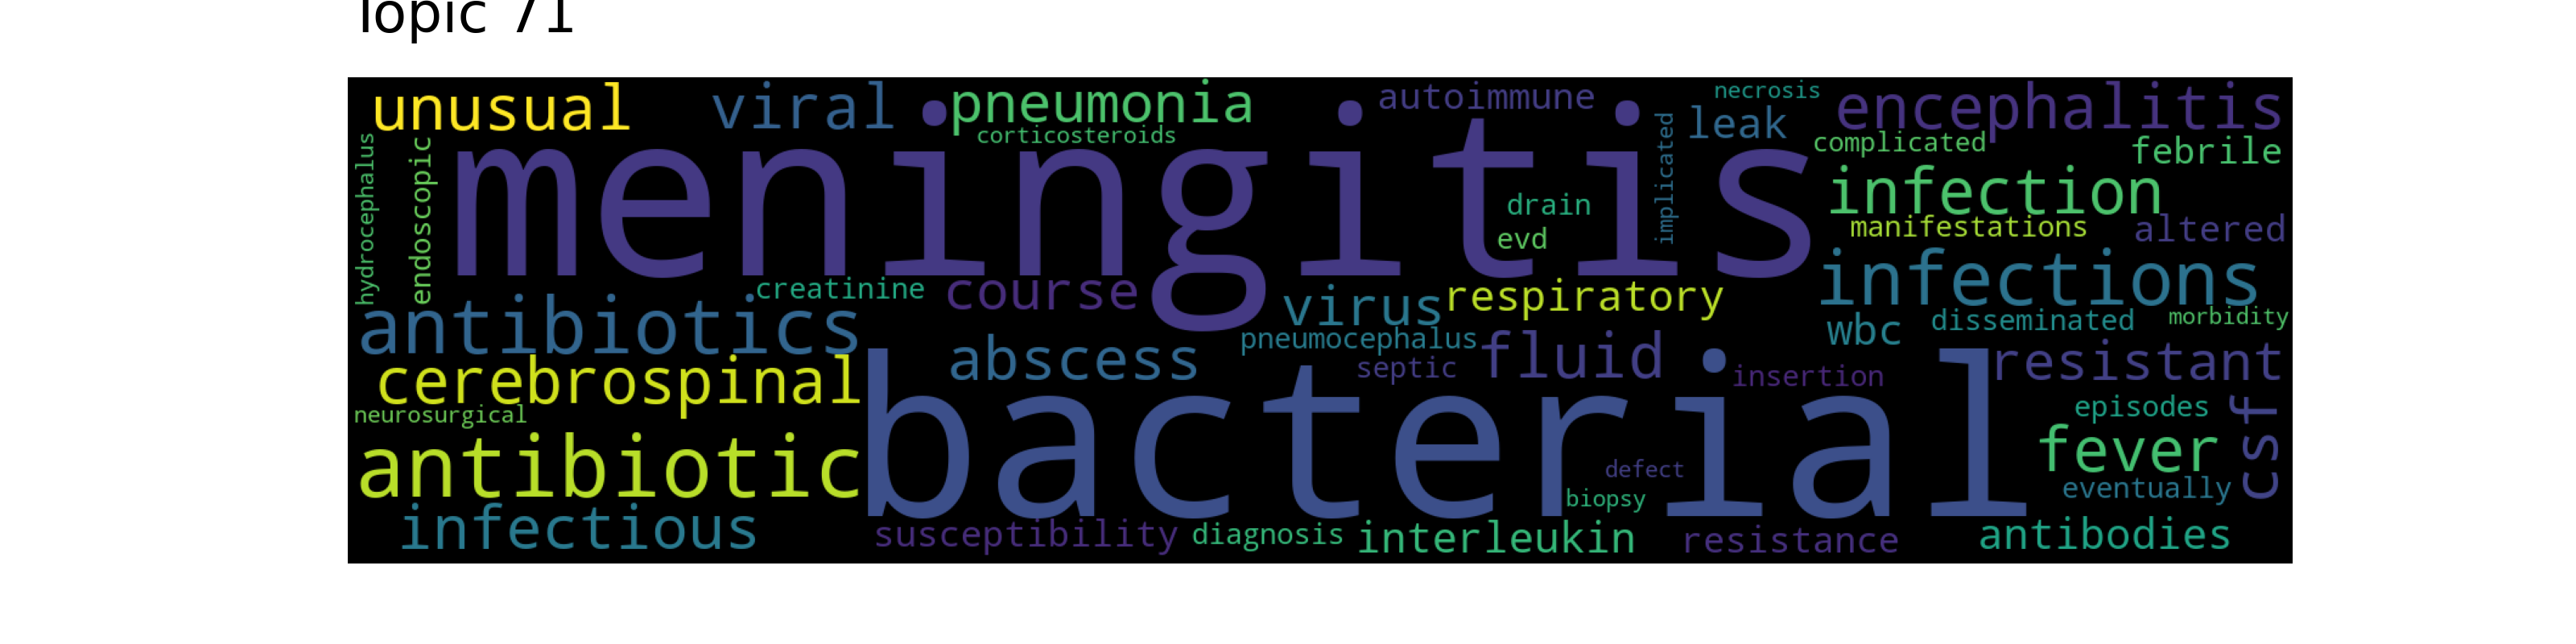 Topic 71
unusual
viral
pneumonia
autoimmune
necrosis
encephalitis
corticosteroids
leak
complicated
febrile
hydrocephalus
endoscopic
meningitis
implicated
infection
drain
evd
manifestations
altered
creatinine
course
virus
respiratory
infections
antibiotics
pneumocephalus
wbc
disseminated
morbidity
cerebrospinal
abscess
septic
fluid
insertion
resistant
neurosurgical
bacterial
episodes
csf
antibiotic
defect
fever
biopsy
eventually
infectious
susceptibility
diagnosis
interleukin
resistance
antibodies